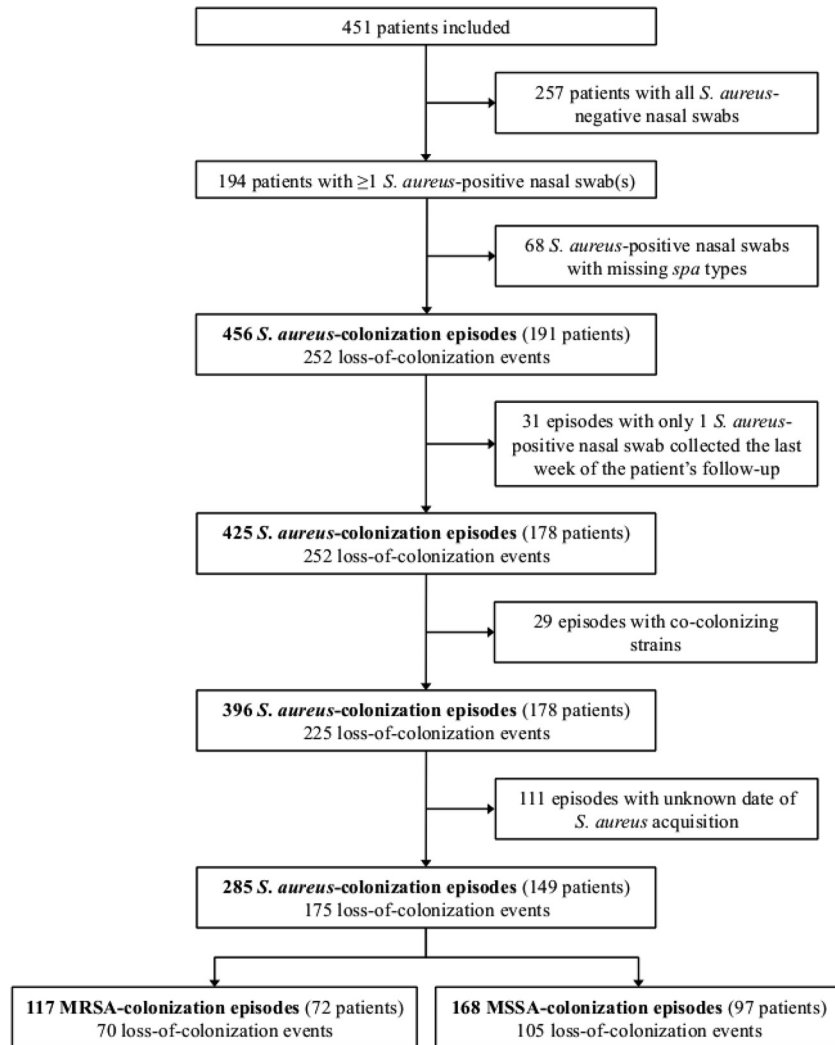 451 patients included
257 patients with all S. aureus-
negative nasal swabs
194 patients with ≥1 S. aureus-positive nasal swab(s)
68 S. aureus-positive nasal swabs
with missing spa types
456 S. aureus-colonization episodes (191 patients)
252 loss-of-colonization events
31 episodes with only 1 S. aureus-
positive nasal swab collected the last
week of the patient's follow-up
425 S. aureus-colonization episodes (178 patients)
252 loss-of-colonization events
29 episodes with co-colonizing
strains
396 S. aureus-colonization episodes (178 patients)
225 loss-of-colonization events
111 episodes with unknown date of
S. aureus acquisition
285 S. aureus-colonization episodes (149 patients)
175 loss-of-colonization events
117 MRSA-colonization episodes (72 patients)
70 loss-of-colonization events
168 MSSA-colonization episodes (97 patients)
105 loss-of-colonization events